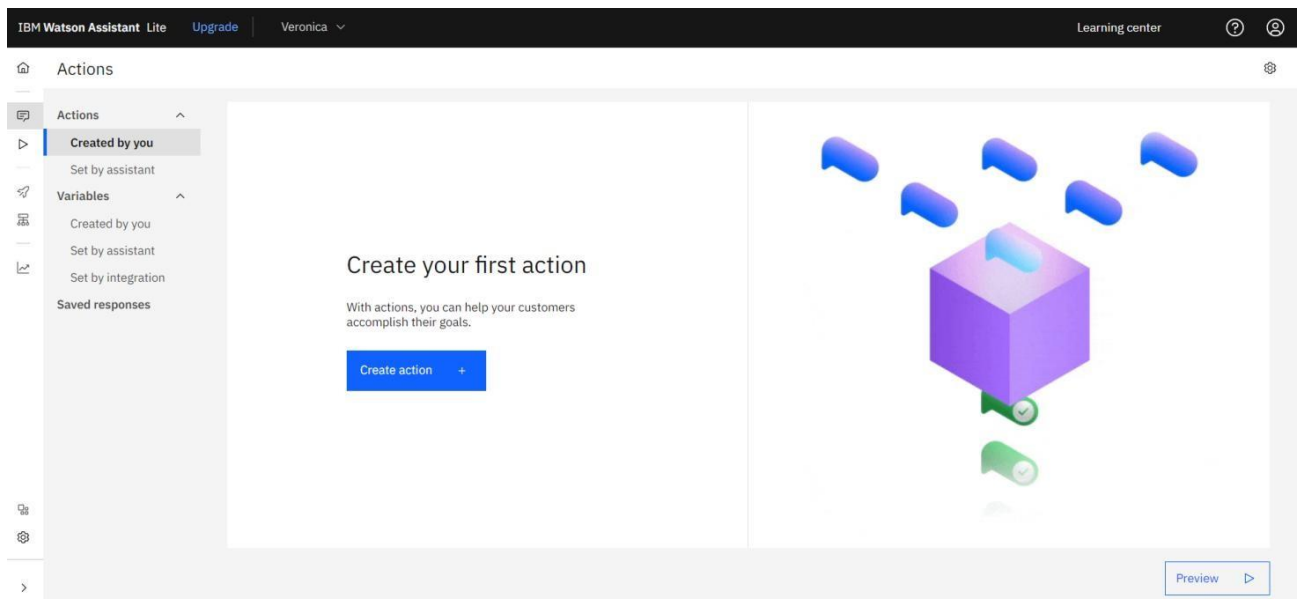 IBM Watson Assistant Lite Upgrade Veronica Learning center
Actions
Actions
Created by you
Set by assistant
Variables
Created by you
Set by assistant
Set by integration
Saved responses
Create your first action
With actions, you can help your customers
accomplish their goals.
Create action +
Preview